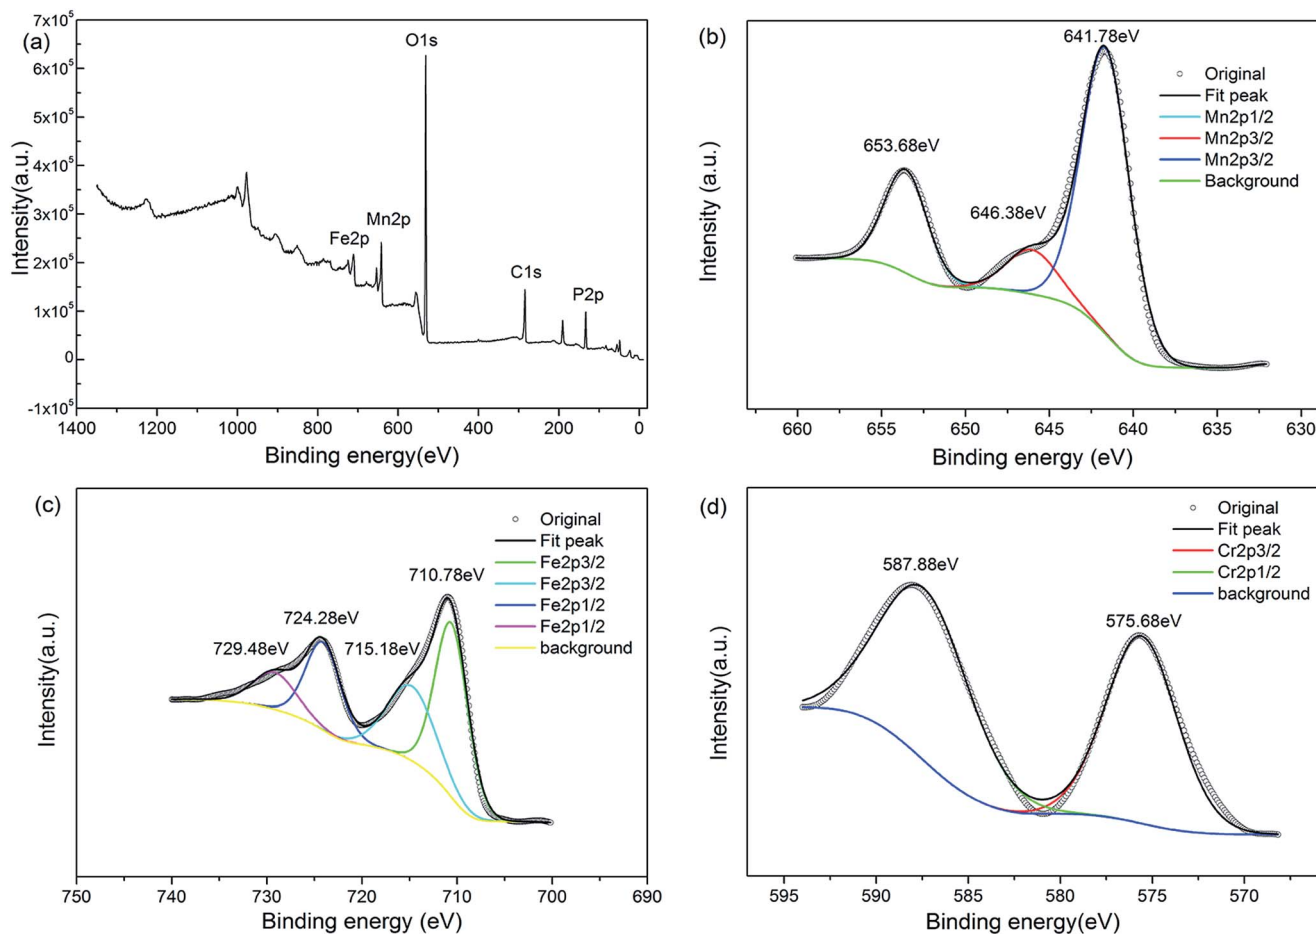 (a)
7x10⁵
6x10⁵
5x10⁵
4x10⁵
3x10⁵
2x10⁵
1x10⁵
0
-1x10⁵
Intensity(a.u.)
O1s
Mn2p
Fe2p
C1s
P2p
1400 1200 1000 800 600 400 200 0
Binding energy(eV)
(b)
641.78eV
653.68eV
646.38eV
Original
Fit peak
Mn2p1/2
Mn2p3/2
Mn2p3/2
Background
Intensity (a.u.)
660 655 650 645 640 635 630
Binding energy (eV)
(c)
Original
Fit peak
Fe2p3/2
Fe2p3/2
Fe2p1/2
Fe2p1/2
background
710.78eV
724.28eV
729.48eV
715.18eV
Intensity(a.u.)
750 740 730 720 710 700 690
Binding energy (eV)
(d)
Original
Fit peak
Cr2p3/2
Cr2p1/2
background
587.88eV
575.68eV
Intensity(a.u.)
595 590 585 580 575 570
Binding energy(eV)